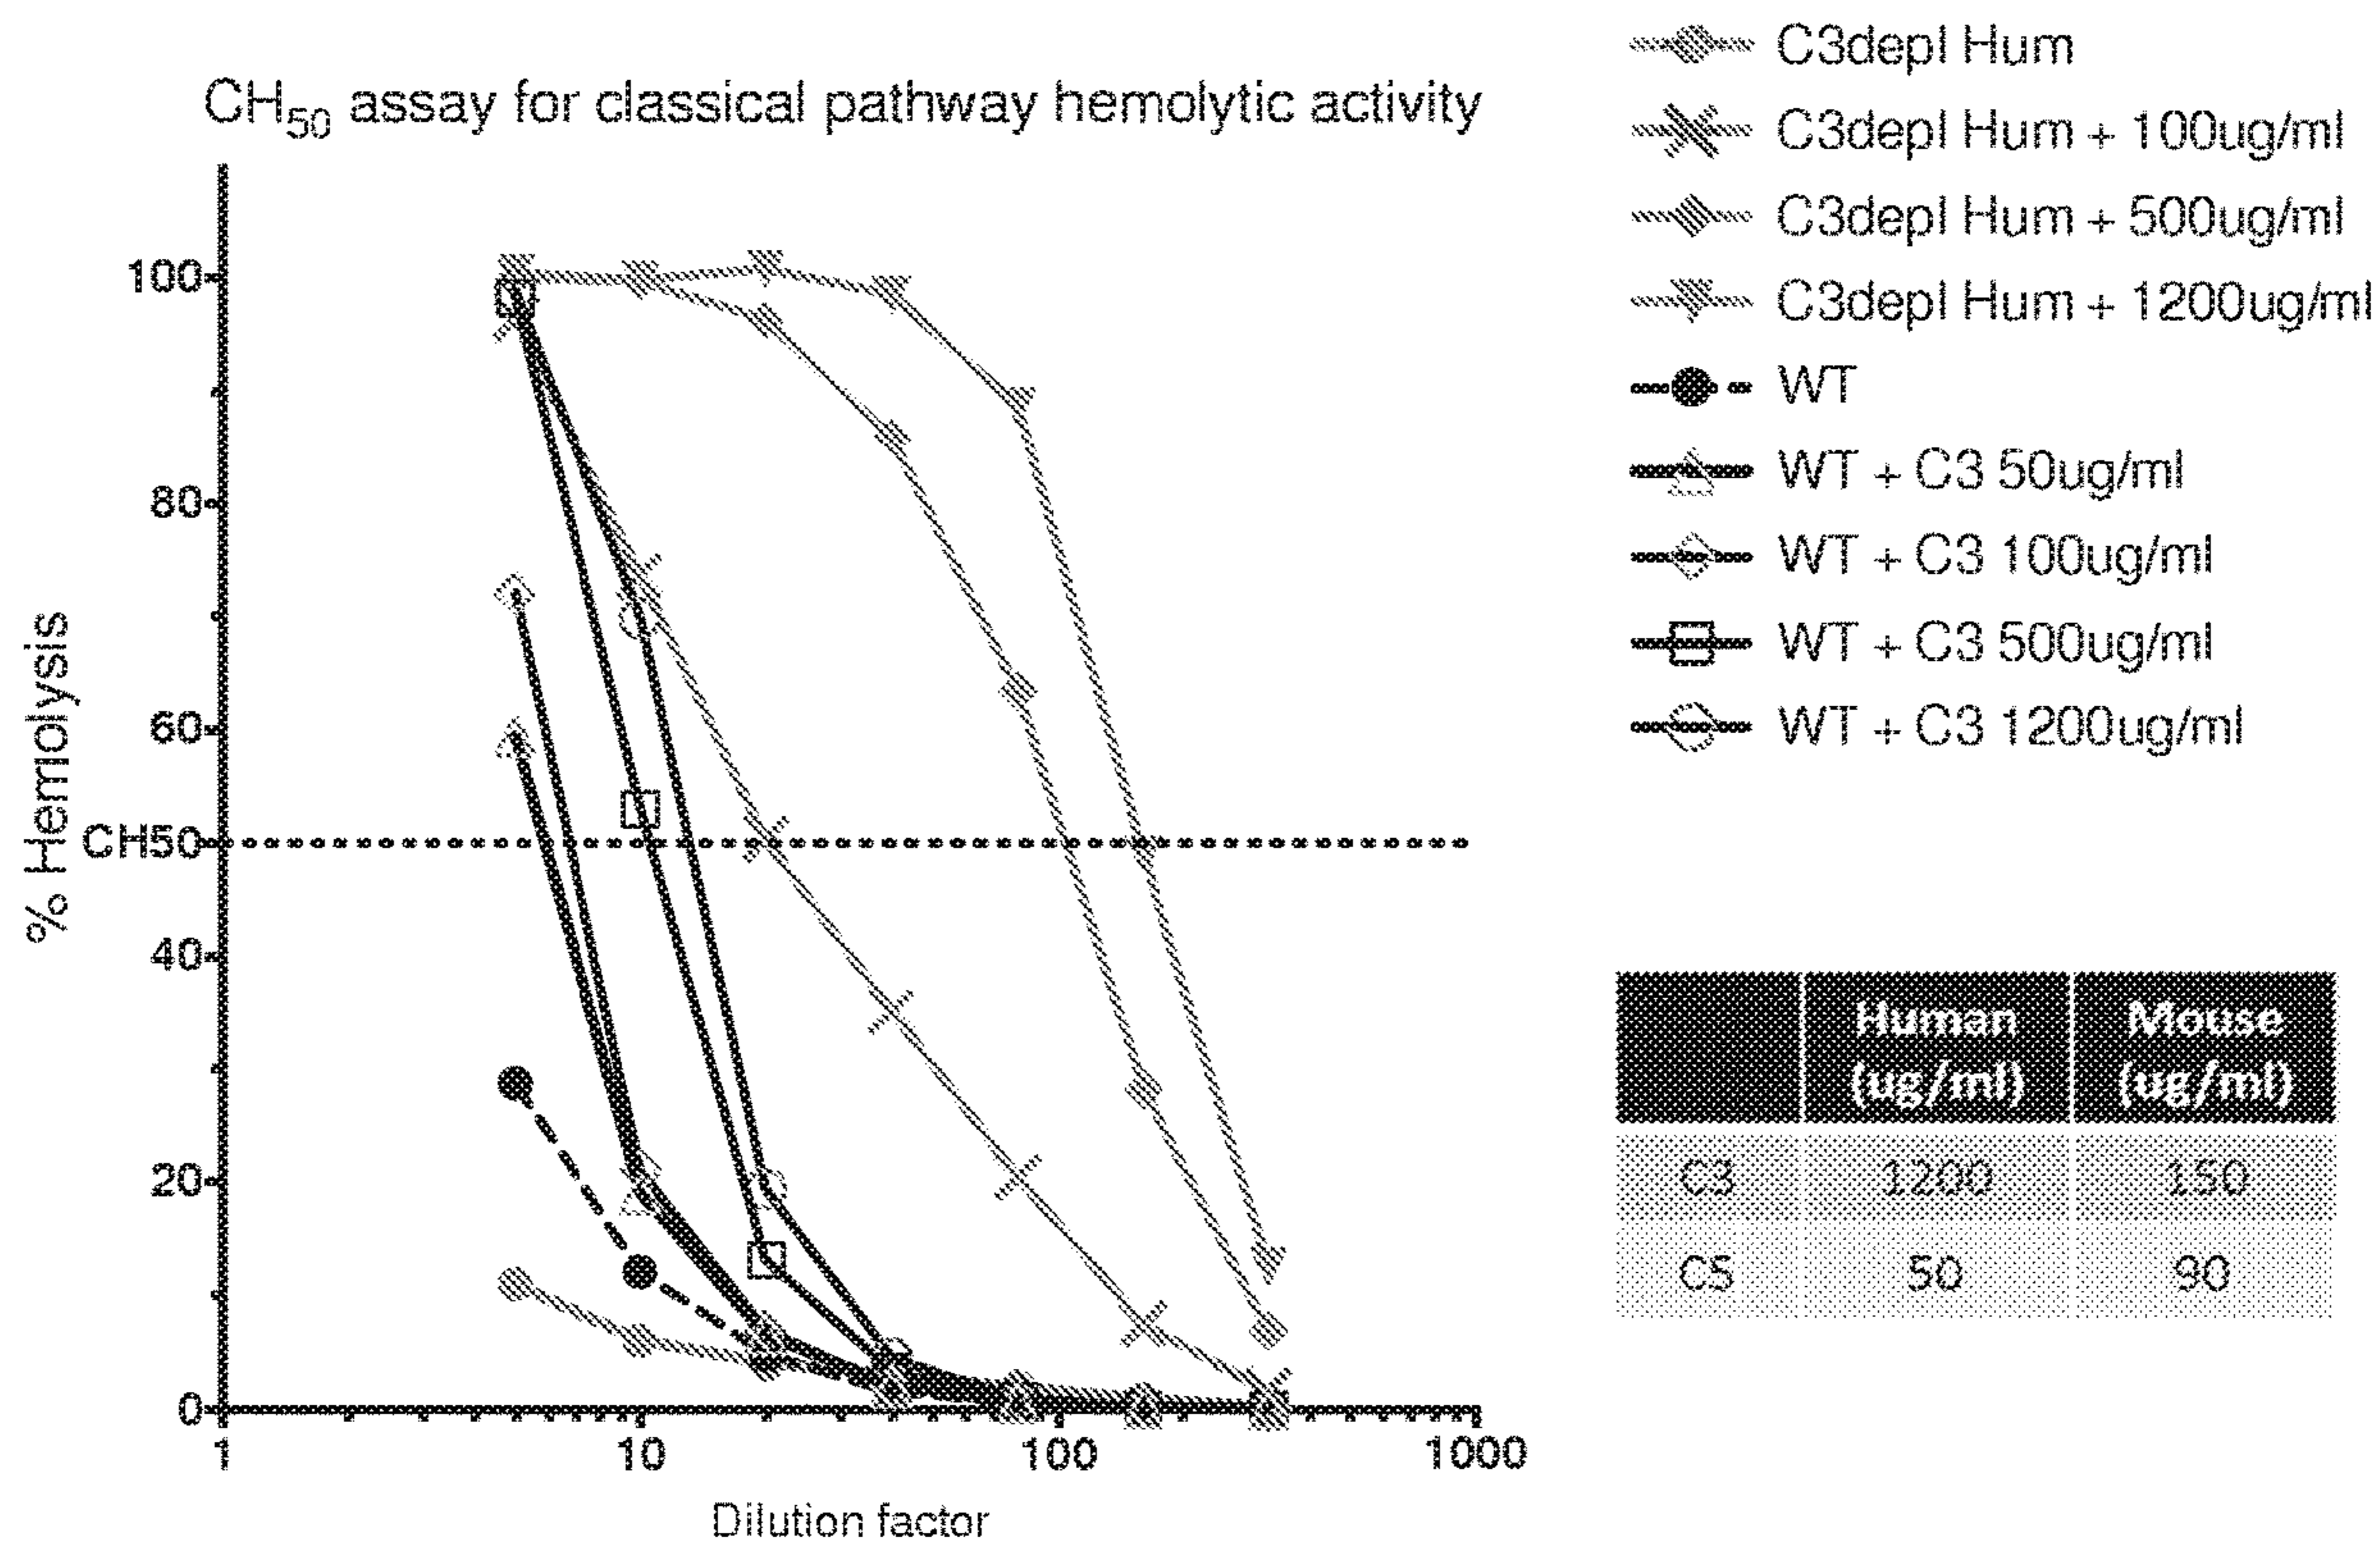 CH50 assay for classical pathway hemolytic activity
% Hemolysis
100
80
60
CH50
40
20
0
1
10
100
1000
Dilution factor
C3depl Hum
C3depl Hum + 100ug/ml
C3depl Hum + 500ug/ml
C3depl Hum + 1200ug/ml
WT
WT + C3 50ug/ml
WT + C3 100ug/ml
WT + C3 500ug/ml
WT + C3 1200ug/ml
Human (ug/ml)
Mouse (ug/ml)
C3 1200 150
C5 50 90